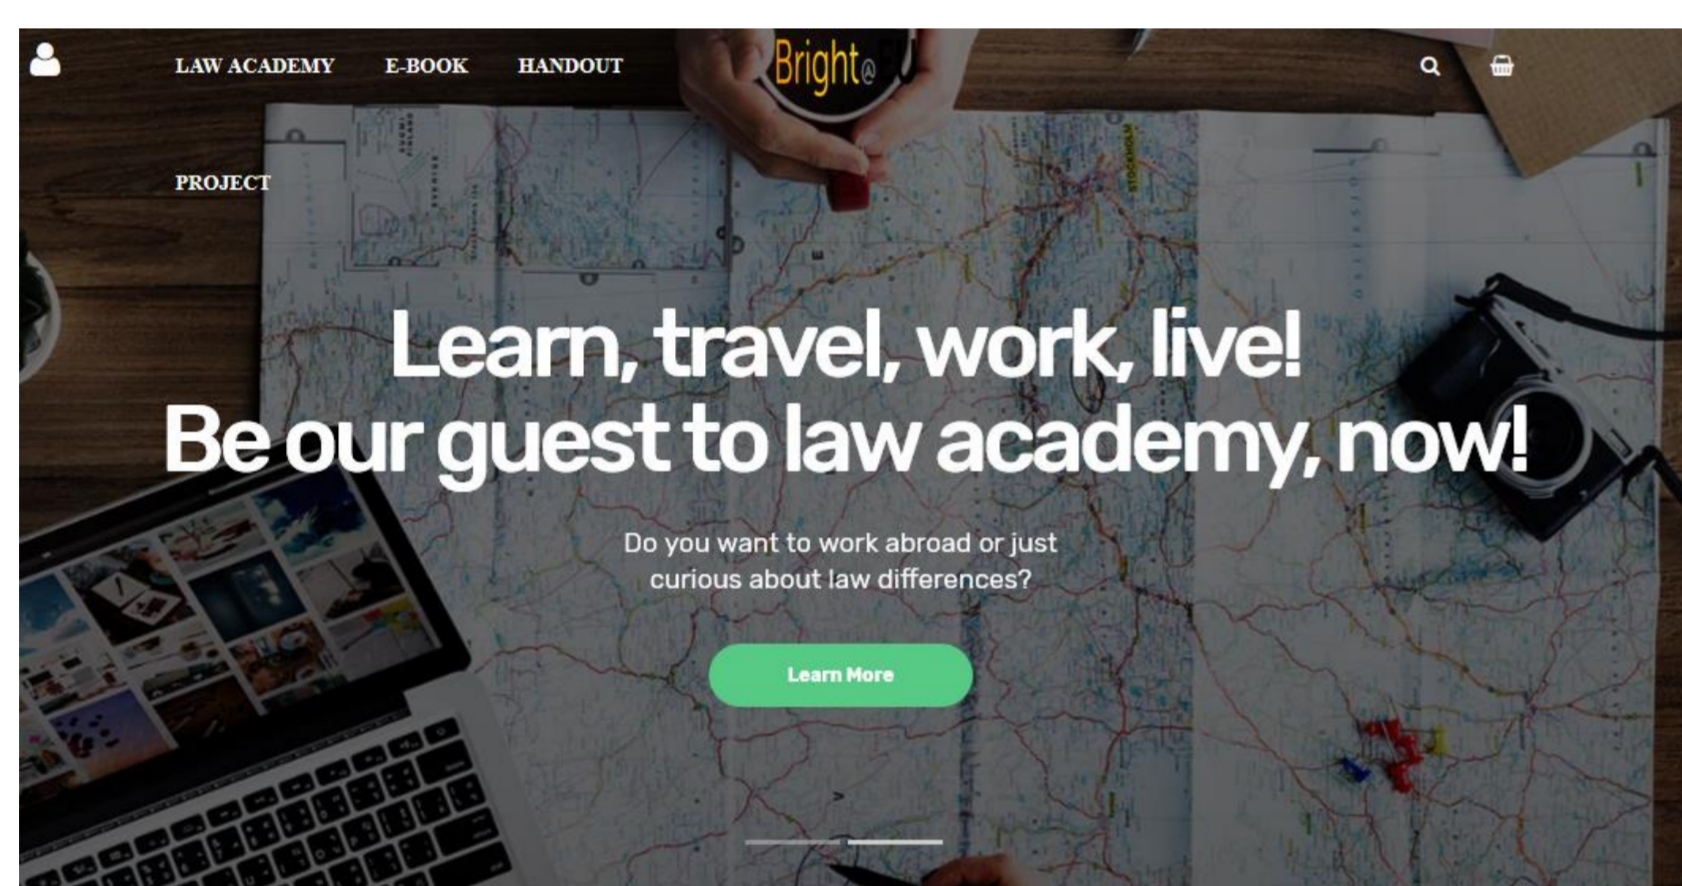 LAW ACADEMY E-BOOK HANDOUT
Bright@
PROJECT
STOCKHOLM
Learn, travel, work, live!
Be our guest to law academy, now!
Do you want to work abroad or just
curious about law differences?
Learn More